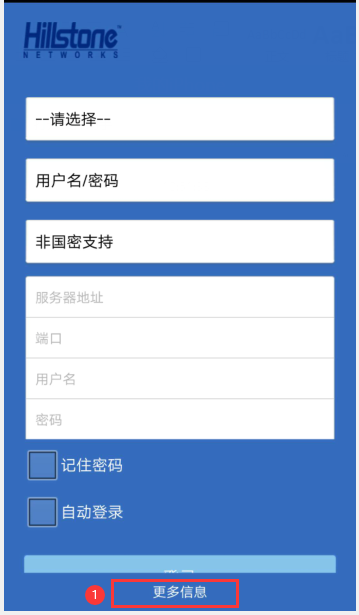 Hillstone
NETWORKS
--请选择--
用户名/密码
非国密支持
服务器地址
端口
用户名
密码
记住密码
自动登录
1
更多信息